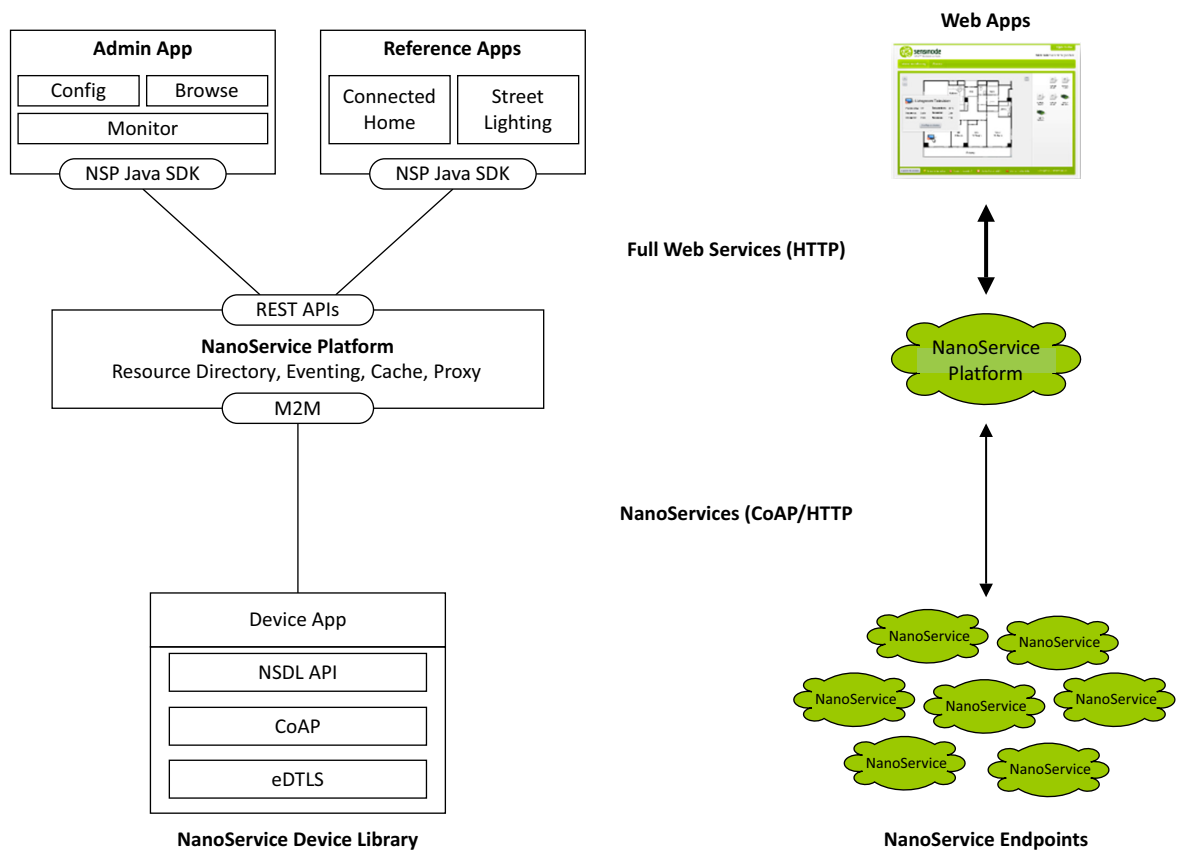 Admin App
Config
Browse
Monitor
NSP Java SDK
Reference Apps
Connected
Home
Street
Lighting
NSP Java SDK
REST APIs
NanoService Platform
Resource Directory, Eventing, Cache, Proxy
M2M
Device App
NSDL API
CoAP
eDTLS
NanoService Device Library
Web Apps
sensinode
Full Web Services (HTTP)
NanoService
Platform
NanoServices (CoAP/HTTP
NanoService
NanoService
NanoService
NanoService
NanoService
NanoService
NanoService
NanoService Endpoints